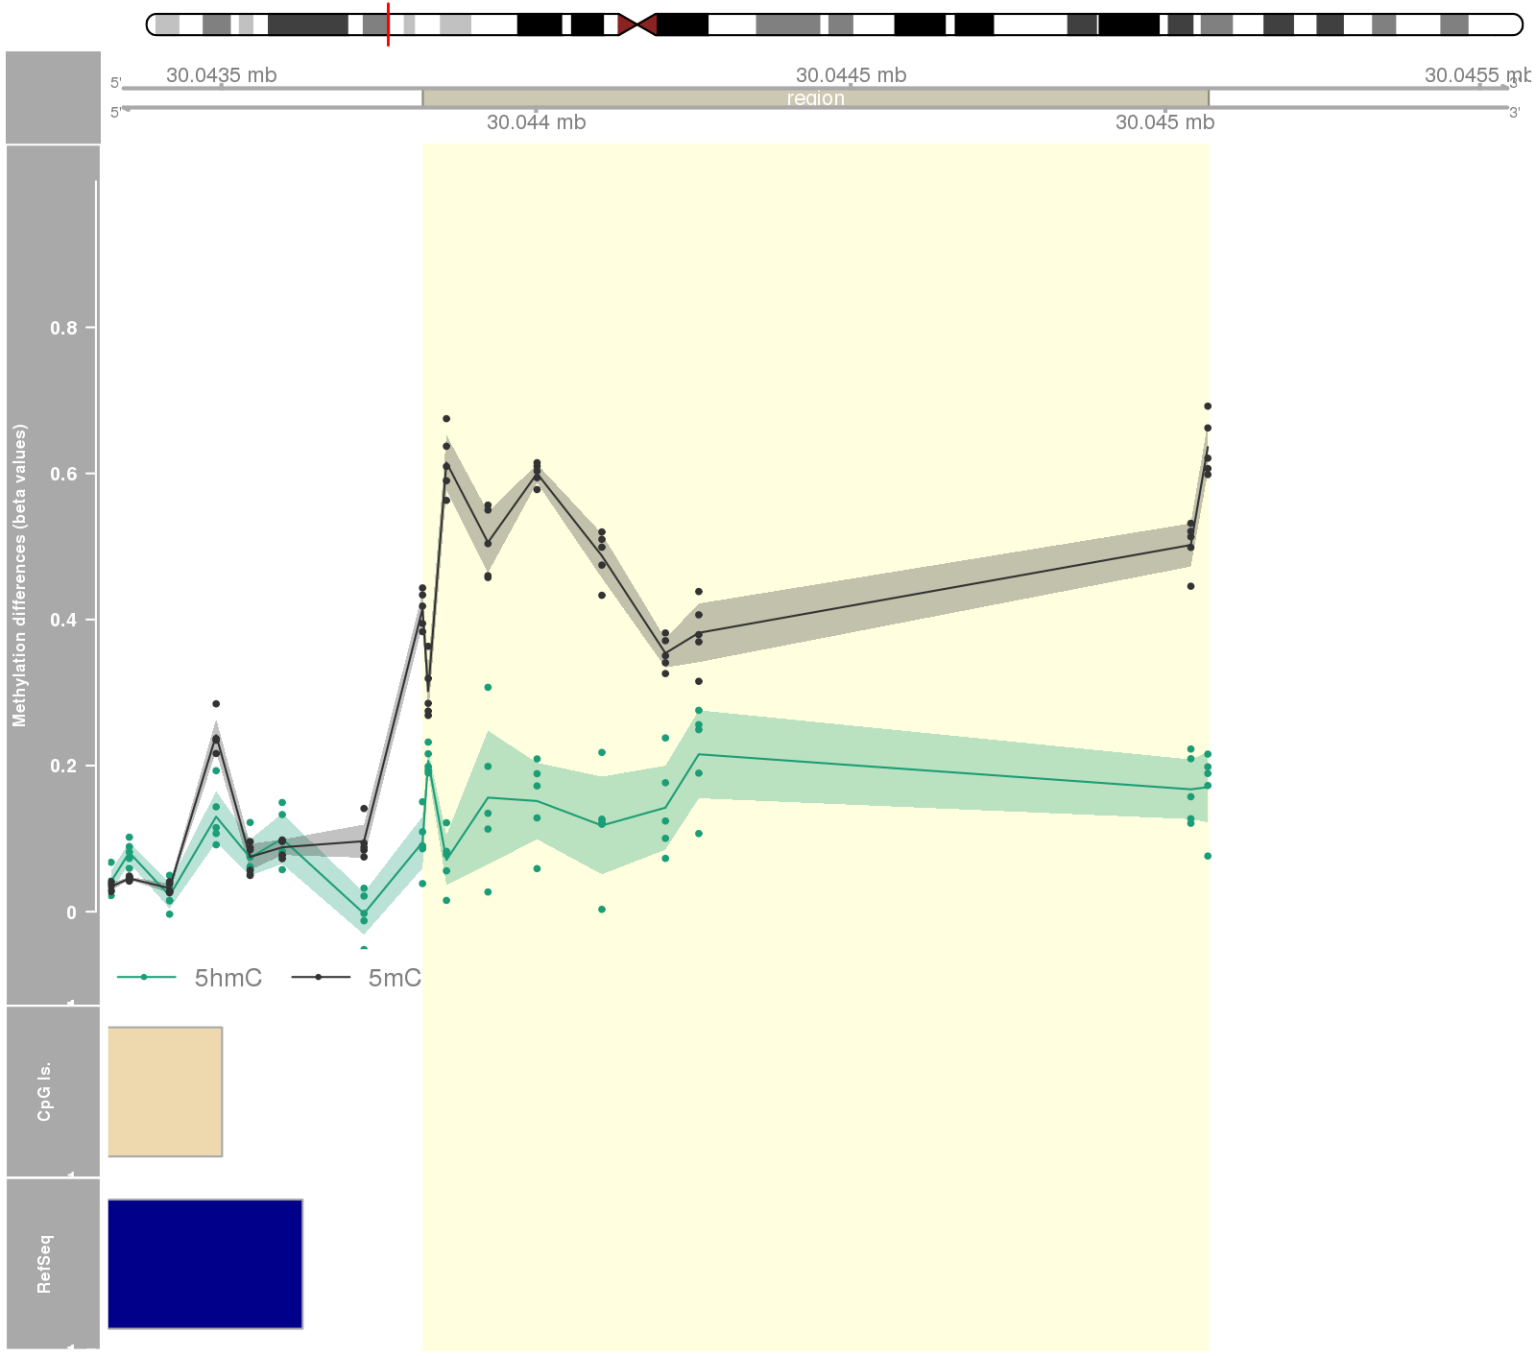 30.0435 mb
30.0445 mb
30.0455 mb
5'
3'
region
5'
3'
30.044 mb
30.045 mb
Methylation differences (beta values)
0.8
0.6
0.4
0.2
0
5hmC
5mC
CpG Is.
RefSeq